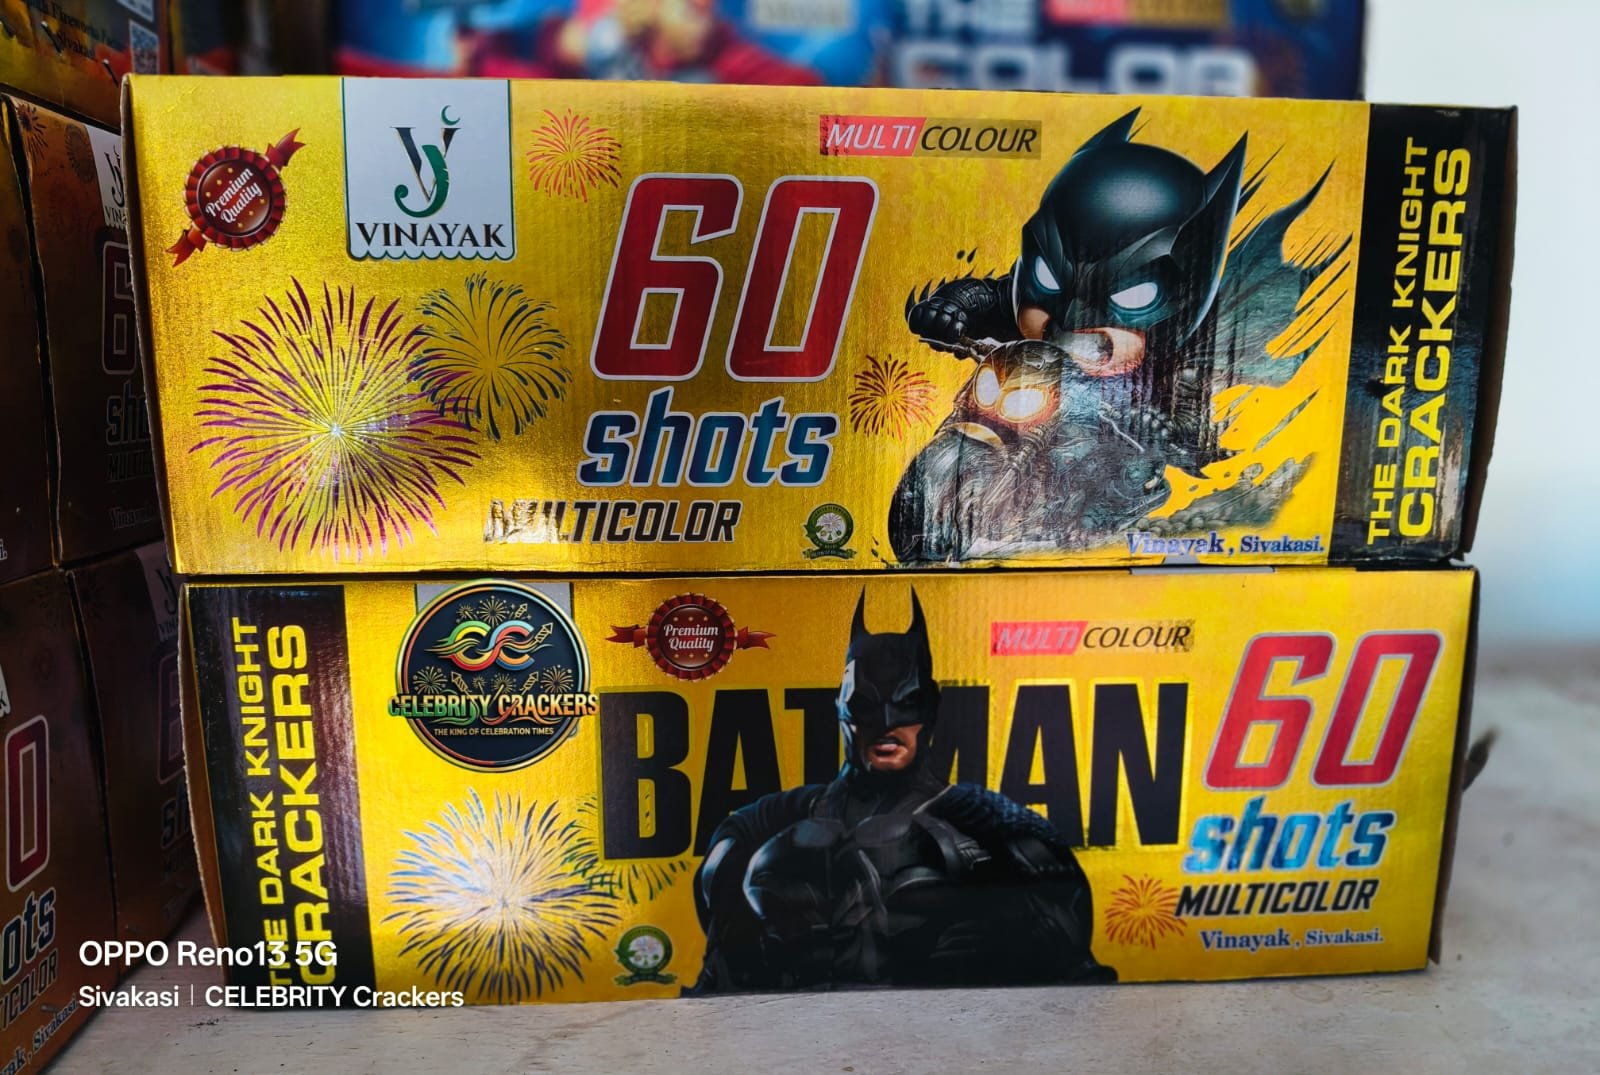 THE
COLOR
Premium
Quality
VINAYAK
60
shots
MULTICOLOR
MULTI COLOUR
Vinayak , Sivakasi.
THE DARK KNIGHT
CRACKERS
THE DARK KNIGHT
CRACKERS
CELEBRITY CRACKERS
THE KING OF CELEBRATION TIMES
Premium
Quality
BATMAN
MULTI COLOUR
60
shots
MULTICOLOR
Vinayak , Sivakasi.
OPPO Reno13 5G
Sivakasi | CELEBRITY Crackers